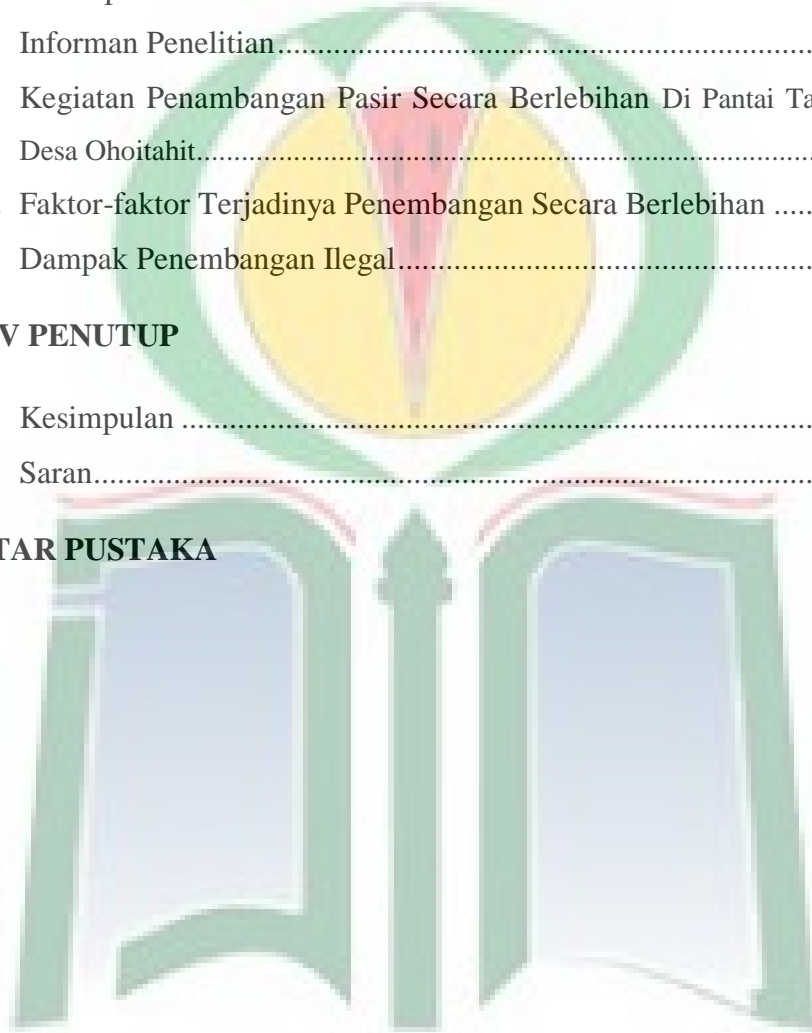 Informan Penelitian..........................................................................
Kegiatan Penambangan Pasir Secara Berlebihan Di Pantai
Desa Ohoitahit..................................................................................
Faktor-faktor Terjadinya Penembangan Secara Berlebihan .....
Dampak Penembangan Ilegal..........................................................
V PENUTUP
Kesimpulan ....................................................................................
Saran................................................................................................
TAR PUSTAKA